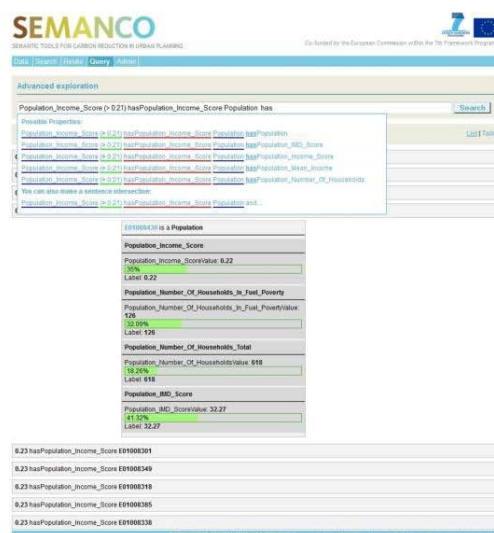 SEMANCO
SEMANTIC TOOLS FOR CARBON REDUCTION IN URBAN PLANNING
Co-funded by the European Commission within the 7th Framework Program
Data Search Route Query Admin
Advanced exploration
Population_Income_Score (> 0.21) hasPopulation_Income_Score Population has
Search
Possible Properties:
Population_Income_Score (> 0.21) hasPopulation_Income_Score Population hasPopulation
Population_Income_Score (> 0.21) hasPopulation_Income_Score Population hasPopulation_IMD_Score
List | Table
Population_Income_Score (> 0.21) hasPopulation_Income_Score Population hasPopulation_Income_Score
Population_Income_Score (> 0.21) hasPopulation_Income_Score Population hasPopulation_Mean_Income
Population_Income_Score (> 0.21) hasPopulation_Income_Score Population hasPopulation_Number_Of_Households
You can also make a sentence intersection:
Population_Income_Score (> 0.21) hasPopulation_Income_Score Population and...
E01008430 is a Population
Population_Income_Score
Population_Income_ScoreValue: 0.22
35%
Label: 0.22
Population_Number_Of_Households_In_Fuel_Poverty
Population_Number_Of_Households_In_Fuel_PovertyValue:
126
32.09%
Label: 126
Population_Number_Of_Households_Total
Population_Number_Of_HouseholdsValue: 618
18.26%
Label: 618
Population_IMD_Score
Population_IMD_ScoreValue: 32.27
41.32%
Label: 32.27
0.23 hasPopulation_Income_Score E01008301
0.23 hasPopulation_Income_Score E01008349
0.23 hasPopulation_Income_Score E01008318
0.23 hasPopulation_Income_Score E01008385
0.23 hasPopulation_Income_Score E01008338